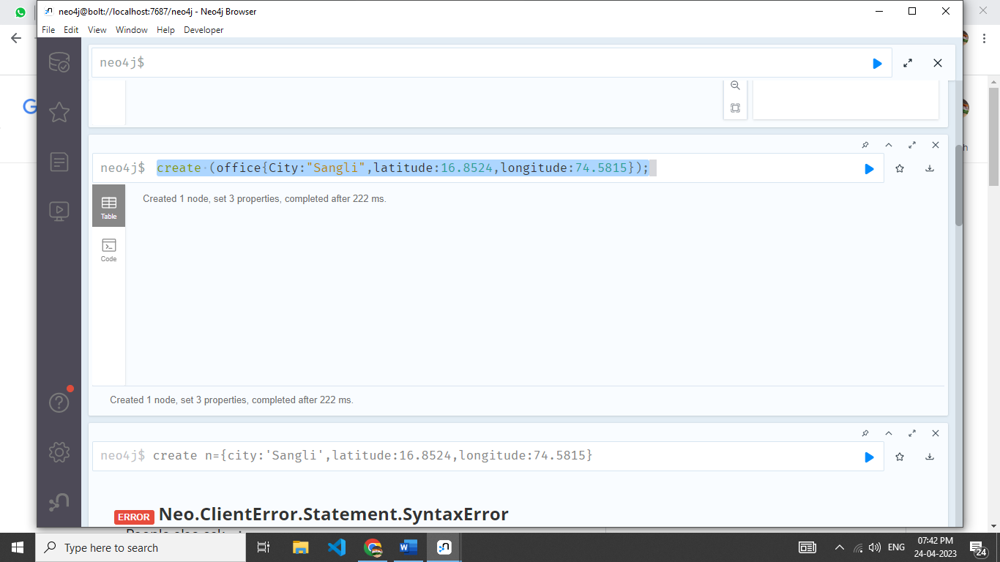 neo4j@bolt://localhost:7687/neo4j - Neo4j Browser
File Edit View Window Help Developer
neo4j$
neo4j$ create (office{City:"Sangli",latitude:16.8524,longitude:74.5815});
Table
Created 1 node, set 3 properties, completed after 222 ms.
Code
Created 1 node, set 3 properties, completed after 222 ms.
neo4j$ create n={city:'Sangli',latitude:16.8524,longitude:74.5815}
ERROR Neo.ClientError.Statement.SyntaxError
Type here to search
ENG
07:42 PM
24-04-2023
24